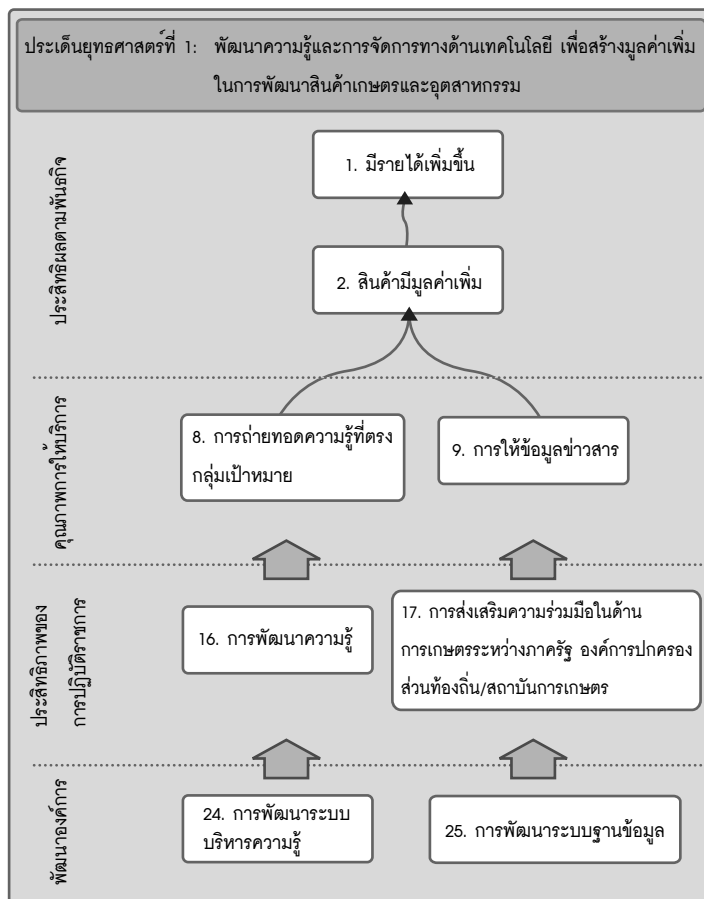 ประเด็นยุทธศาสตร์ที่ 1: พัฒนาความรู้และการจัดการทางด้านเทคโนโลยี เพื่อสร้างมูลค่าเพิ่ม
ในการพัฒนาสินค้าเกษตรและอุตสาหกรรม
ประสิทธิผลตามพันธกิจ
1. มีรายได้เพิ่มขึ้น
2. สินค้ามีมูลค่าเพิ่ม
คุณภาพการให้บริการ
8. การถ่ายทอดความรู้ที่ตรง
กลุ่มเป้าหมาย
9. การให้ข้อมูลข่าวสาร
ประสิทธิภาพของ
การปฏิบัติราชการ
16. การพัฒนาความรู้
17. การส่งเสริมความร่วมมือในด้าน
การเกษตรระหว่างภาครัฐ องค์การปกครอง
ส่วนท้องถิ่น/สถาบันการเกษตร
พัฒนาองค์การ
24. การพัฒนาระบบ
บริหารความรู้
25. การพัฒนาระบบฐานข้อมูล